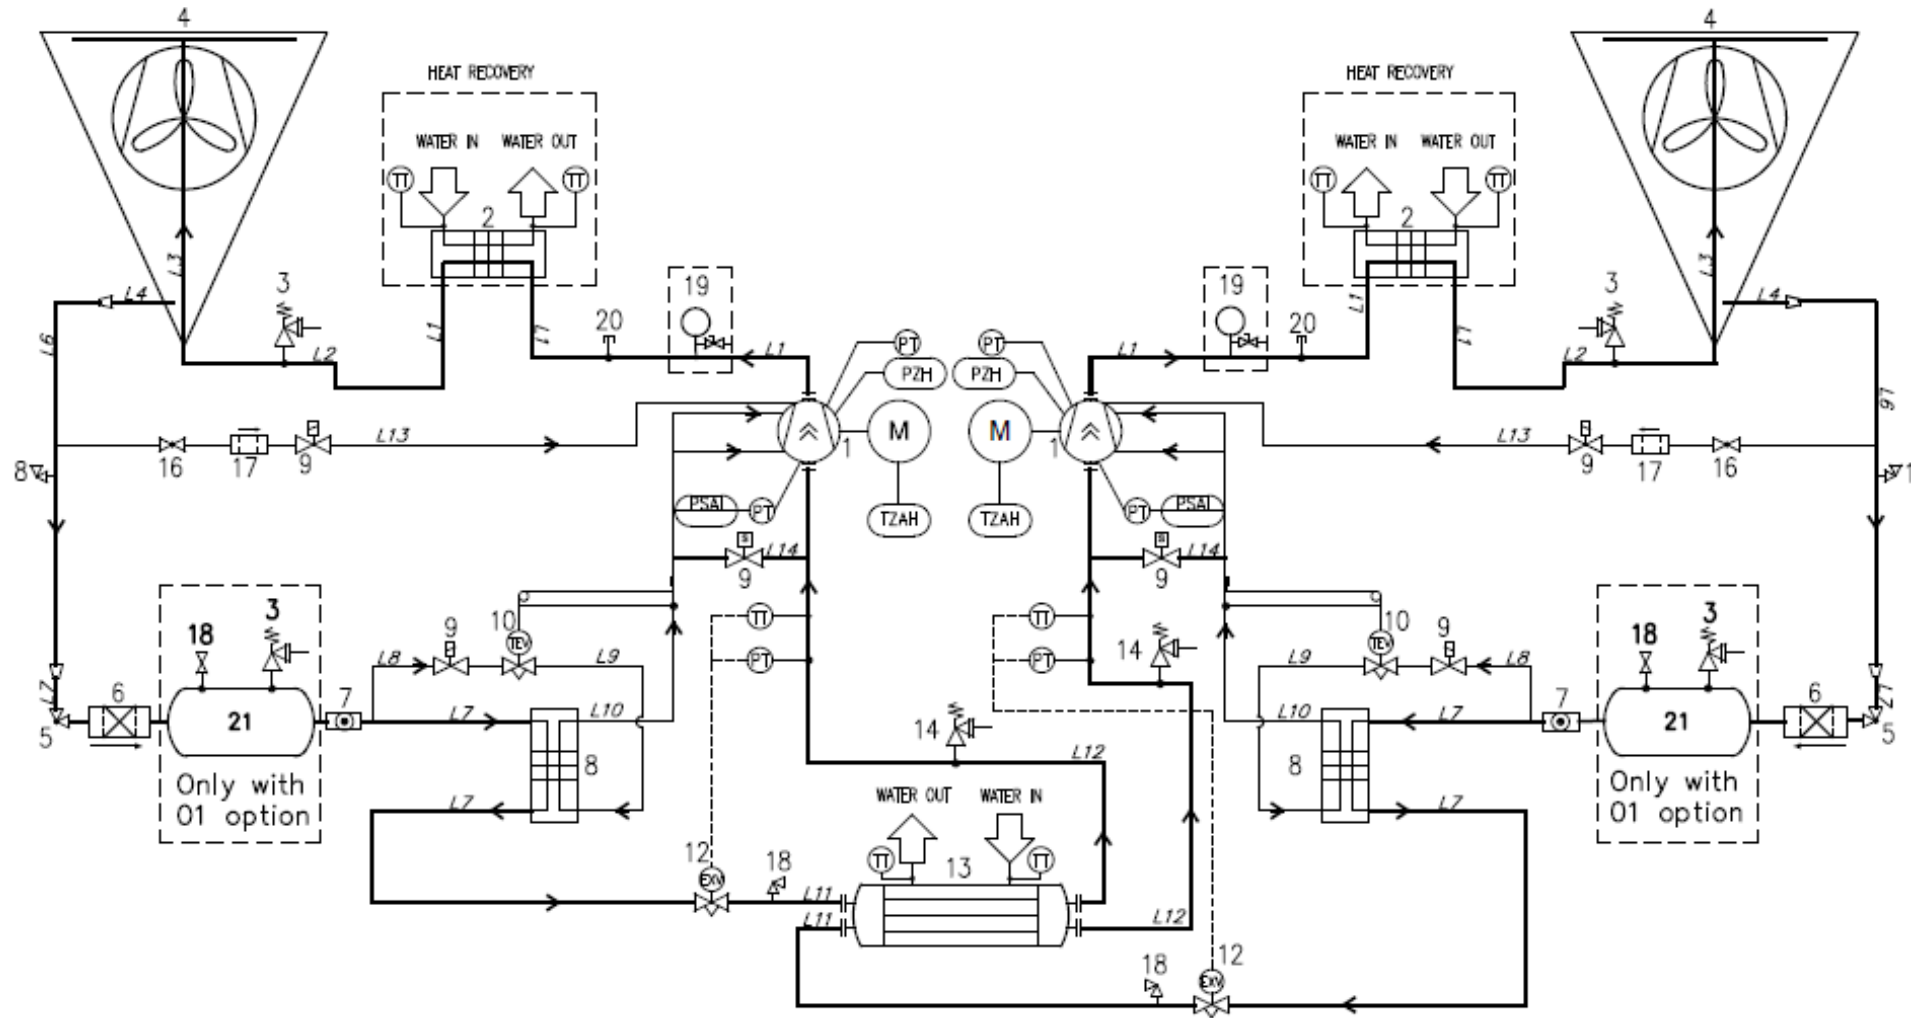 4
4
HEAT RECOVERY
HEAT RECOVERY
WATER IN
WATER OUT
WATER IN
WATER OUT
TT
TT
TT
TT
2
2
L3
L3
L4
L4
3
3
19
19
20
20
L6
L6
L1
L1
L1
L1
L1
L1
L2
L2
PT
PT
PZH
PZH
M
M
1
1
L13
L13
16
17
9
9
17
16
8
1
PSAL
PT
TZAH
TZAH
PT
PSAL
L14
L14
9
9
TT
TT
PT
PT
18
3
9
10
TEV
14
10
TEV
9
18
3
L8
L9
L9
L8
L7
L7
6
7
L7
L10
L10
L7
7
6
5
21
21
5
14
Only with
01 option
Only with
01 option
8
8
L12
L7
L7
WATER OUT
WATER IN
12
EXV
18
TT
13
TT
L11
L11
L12
18
12
EXV